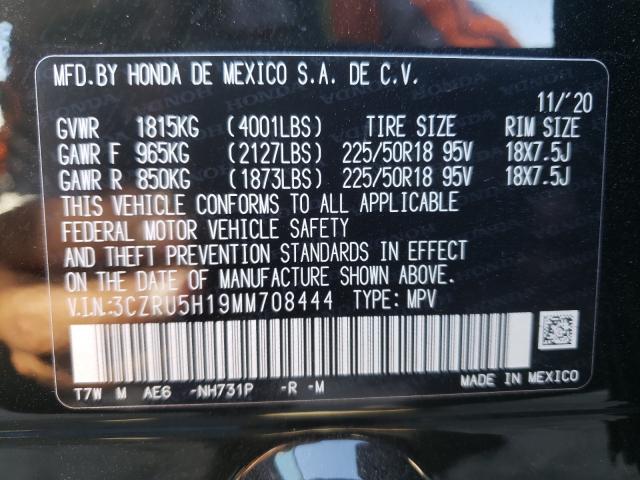 MFD. BY HONDA DE MEXICO S.A. DE C.V.
11/'20
GVWR 1815KG (4001LBS) TIRE SIZE RIM SIZE
GAWR F 965KG (2127LBS) 225/50R18 95V 18X7.5J
GAWR R 850KG (1873LBS) 225/50R18 95V 18X7.5J
THIS VEHICLE CONFORMS TO ALL APPLICABLE
FEDERAL MOTOR VEHICLE SAFETY
AND THEFT PREVENTION STANDARDS IN EFFECT
ON THE DATE OF MANUFACTURE SHOWN ABOVE.
V.I.N.:3CZRU5H19MM708444 TYPE: MPV
T7W M AE6 -NH731P -R -M
MADE IN MEXICO